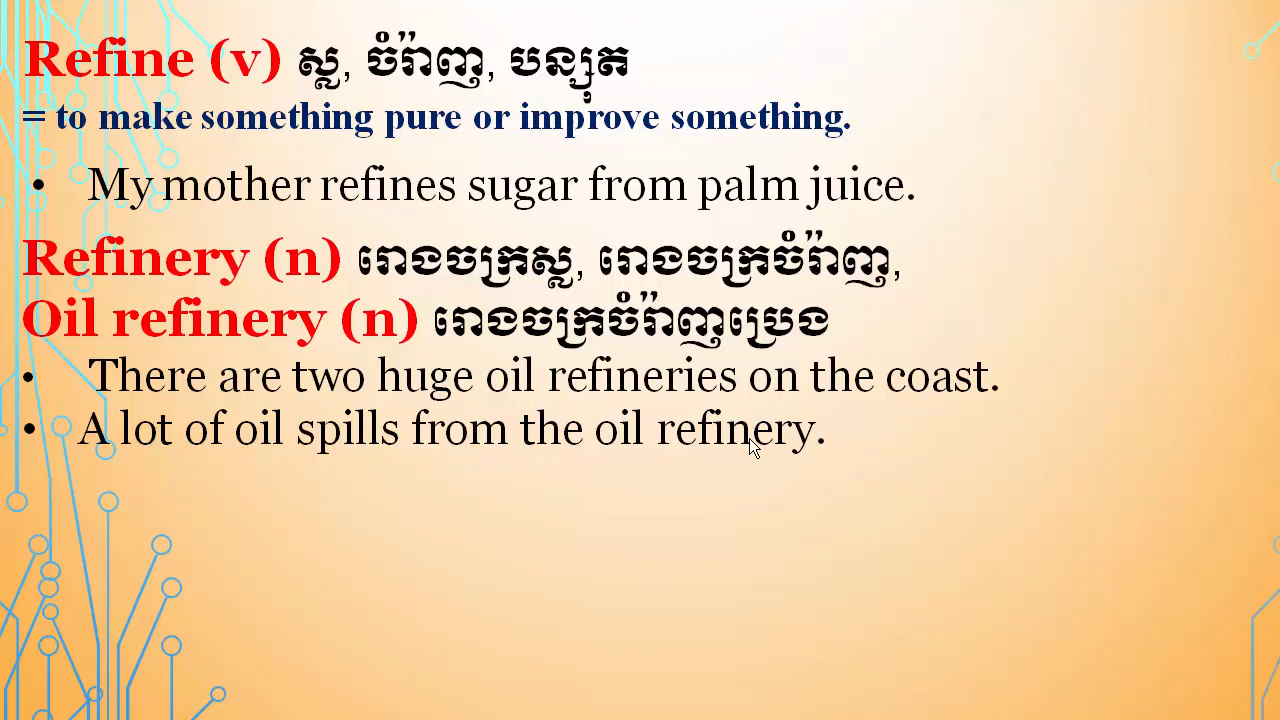 Refine (v) ស្ល, ចំរ៉ាញ, បន្សុត
= to make something pure or improve something.
• My mother refines sugar from palm juice.
Refinery (n) រោងចក្រស្ល, រោងចក្រចំរ៉ាញ,
Oil refinery (n) រោងចក្រចំរ៉ាញប្រេង
• There are two huge oil refineries on the coast.
• A lot of oil spills from the oil refinery.